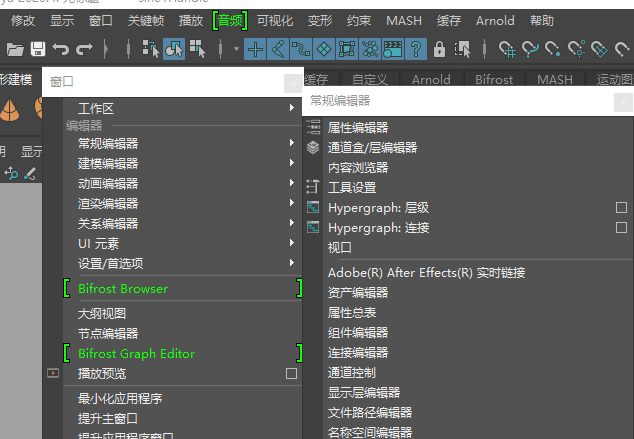 修改 显示 窗口 关键帧 播放 音频 可视化 变形 约束 MASH 缓存 Arnold 帮助
形建模
窗口
缓存 自定义 Arnold Bifrost MASH 运动图
工作区
编辑器
常规编辑器
建模编辑器
动画编辑器
渲染编辑器
关系编辑器
UI 元素
设置/首选项
Bifrost Browser
大纲视图
节点编辑器
Bifrost Graph Editor
播放预览
最小化应用程序
提升主窗口
提升应用程序窗口
显示
常规编辑器
属性编辑器
通道盒/层编辑器
内容浏览器
工具设置
Hypergraph: 层级
Hypergraph: 连接
视口
Adobe(R) After Effects(R) 实时链接
资产编辑器
属性总表
组件编辑器
连接编辑器
通道控制
显示层编辑器
文件路径编辑器
名称空间编辑器